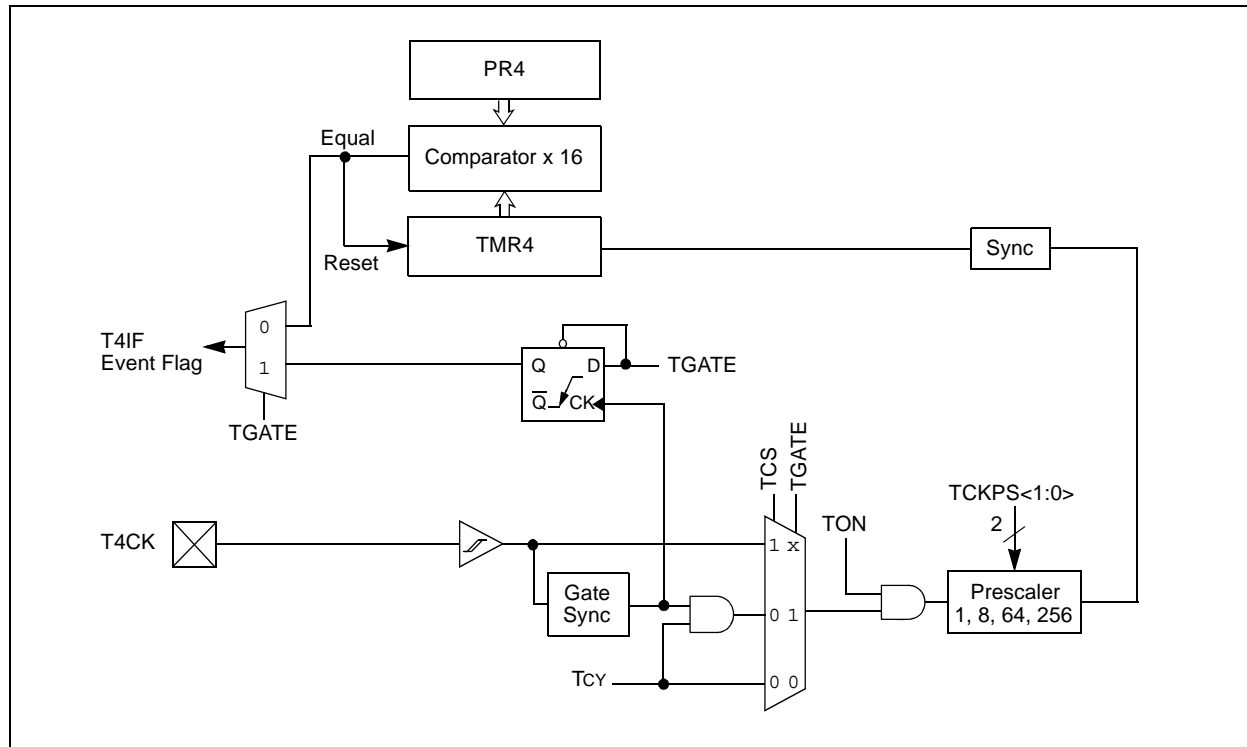 PR4
Equal
Comparator x 16
TMR4
Reset
Sync
0
T4IF
Event Flag
1
Q
D
TGATE
Q
CK
TGATE
TCS
TGATE
TCKPS<1:0>
2
TON
T4CK
1 x
Gate
Sync
0 1
Prescaler
1, 8, 64, 256
TCY
0 0